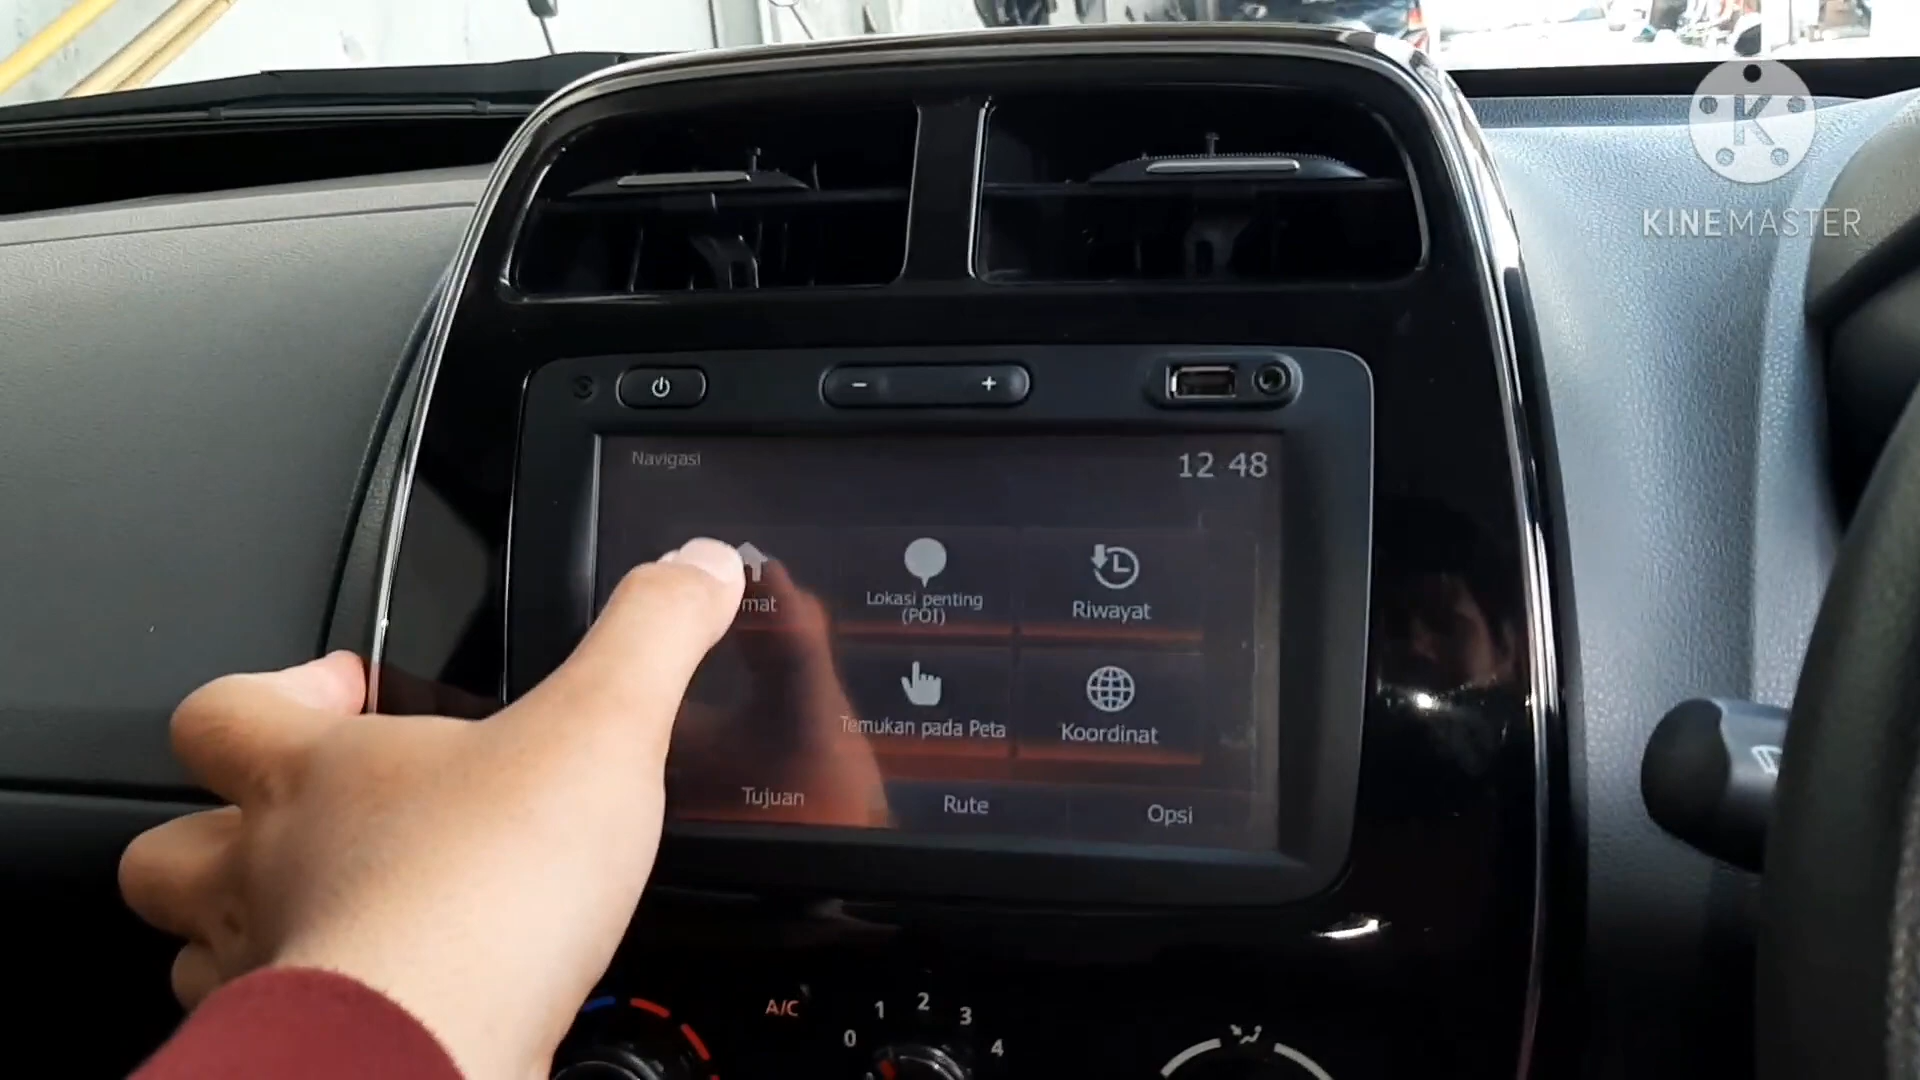 KINEMASTER
Navigasi
12 48
mat
Lokasi penting
(POI)
Riwayat
Temukan pada Peta
Koordinat
Tujuan
Rute
Opsi
A/C
0 1 2 3 4